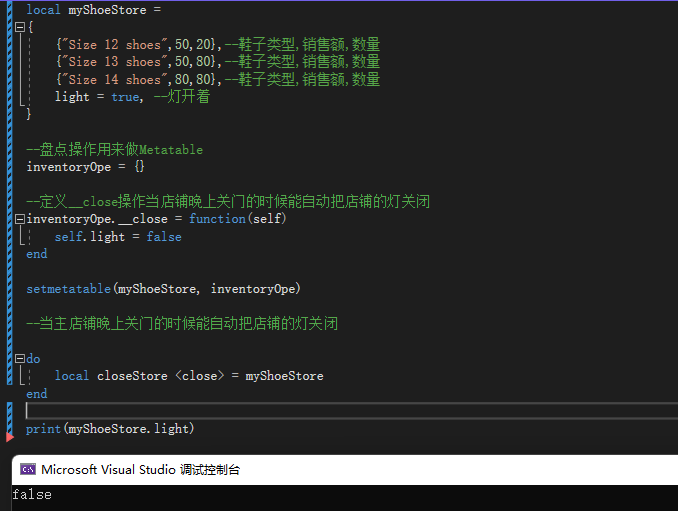 local myShoeStore =
{
{"Size 12 shoes",50,20},--鞋子类型,销售额,数量
{"Size 13 shoes",50,80},--鞋子类型,销售额,数量
{"Size 14 shoes",80,80},--鞋子类型,销售额,数量
light = true, --灯开着
}
--盘点操作用来做Metatable
inventoryOpe = {}
--定义__close操作当店铺晚上关门的时候能自动把店铺的灯关闭
inventoryOpe.__close = function(self)
self.light = false
end
setmetatable(myShoeStore, inventoryOpe)
--当主店铺晚上关门的时候能自动把店铺的灯关闭
do
local closeStore <close> = myShoeStore
end
print(myShoeStore.light)
Microsoft Visual Studio 调试控制台
false